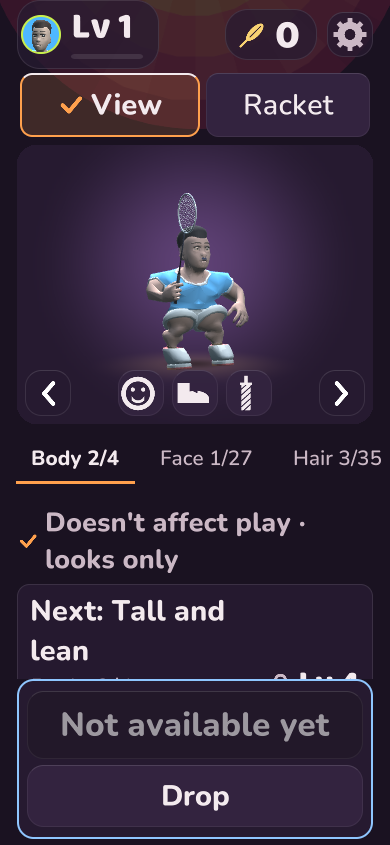 Lv 1
0
View
Racket
Body 2/4
Face 1/27
Hair 3/35
Doesn't affect play ·
looks only
Next: Tall and
lean
Not available yet
Drop